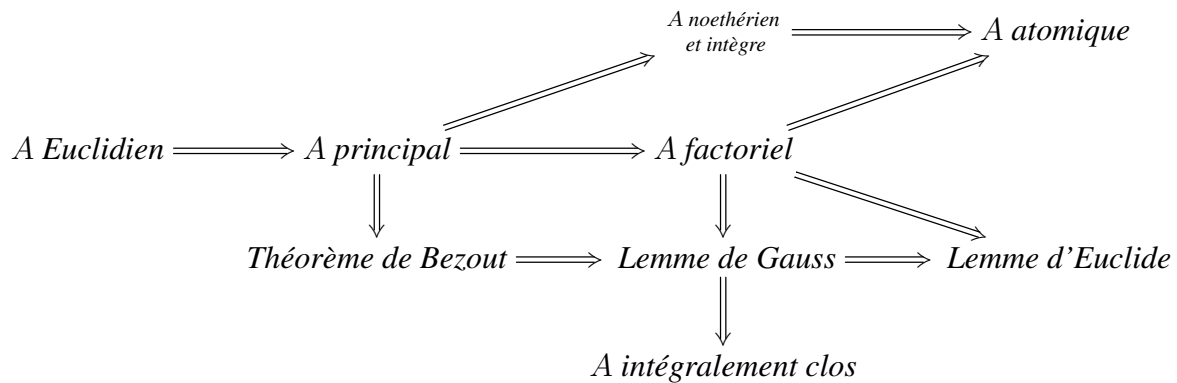 A noethérien
et intègre
A atomique
A Euclidien
A principal
A factoriel
Théorème de Bezout
Lemme de Gauss
Lemme d'Euclide
A intégralement clos